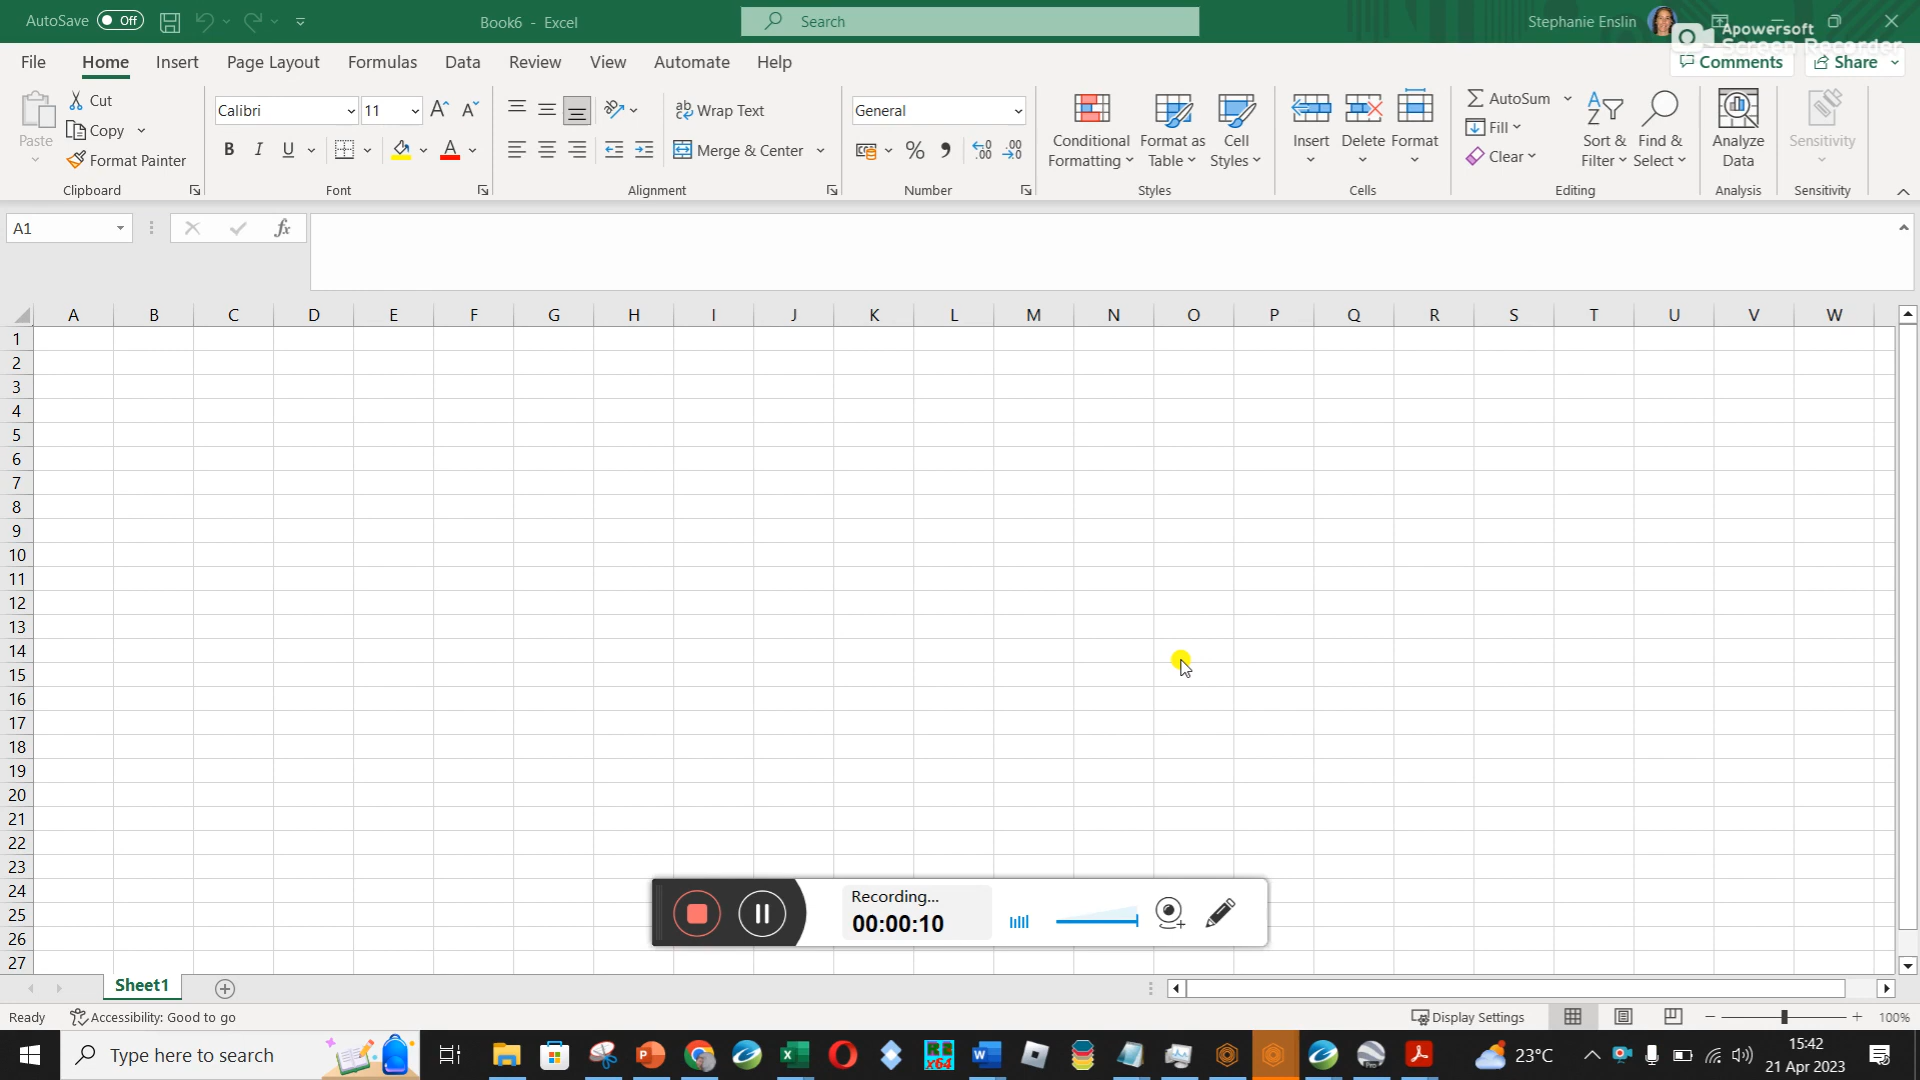 AutoSave Off Book6 - Excel Search Stephanie Enslin
Apowersoft
Screen Recorder
File Home Insert Page Layout Formulas Data Review View Automate Help Comments Share
Paste Cut Copy Format Painter Clipboard
Calibri 11 B I U A Font
ab Wrap Text Merge & Center Alignment
General % Number
Conditional Formatting Format as Table Cell Styles Styles
Insert Delete Format Cells
AutoSum Fill Clear Sort & Filter Find & Select Editing
Analyze Data Analysis
Sensitivity Sensitivity
A1 fx
A B C D E F G H I J K L M N O P Q R S T U V W
1
2
3
4
5
6
7
8
9
10
11
12
13
14
15
16
17
18
19
20
21
22
23
24
25
26
27
Recording...
00:00:10
Sheet1
Ready Accessibility: Good to go Display Settings 100%
Type here to search 23°C 15:42
21 Apr 2023